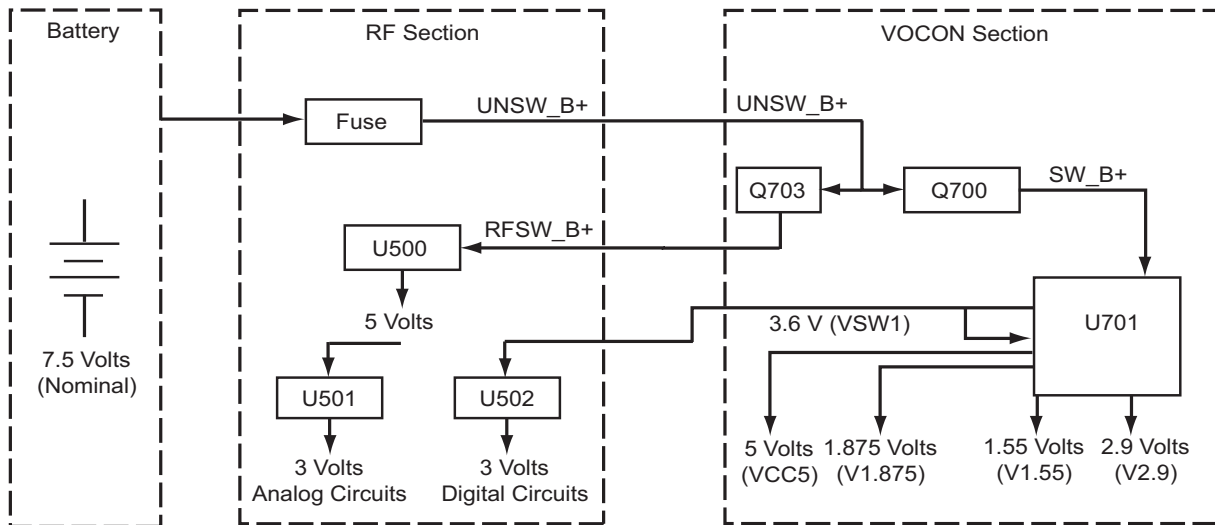 Battery
RF Section
VOCON Section
Fuse
UNSW_B+
UNSW_B+
Q703
Q700
SW_B+
U500
RFSW_B+
5 Volts
3.6 V (VSW1)
U701
7.5 Volts
(Nominal)
U501
U502
3 Volts
Analog Circuits
3 Volts
Digital Circuits
5 Volts
(VCC5)
1.875 Volts
(V1.875)
1.55 Volts
(V1.55)
2.9 Volts
(V2.9)